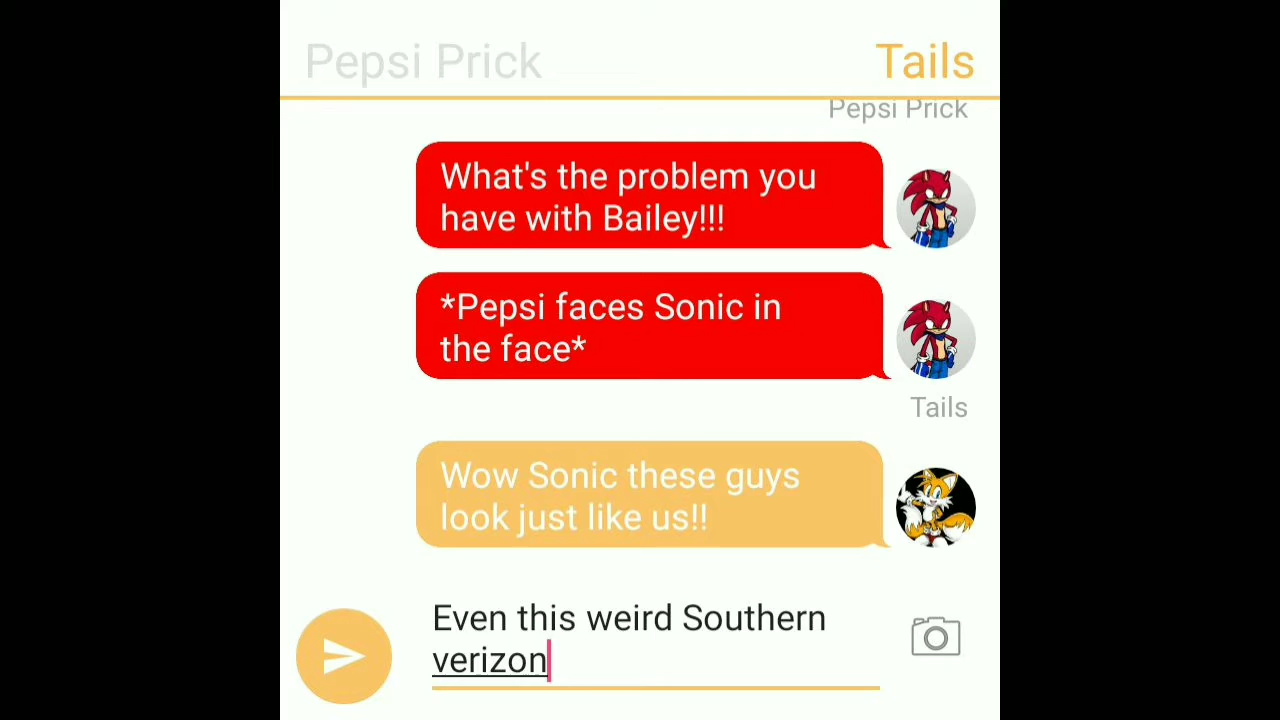 Pepsi Prick
Tails
Pepsi Prick
What's the problem you
have with Bailey!!!
*Pepsi faces Sonic in
the face*
Tails
Wow Sonic these guys
look just like us!!
Even this weird Southern
verizon